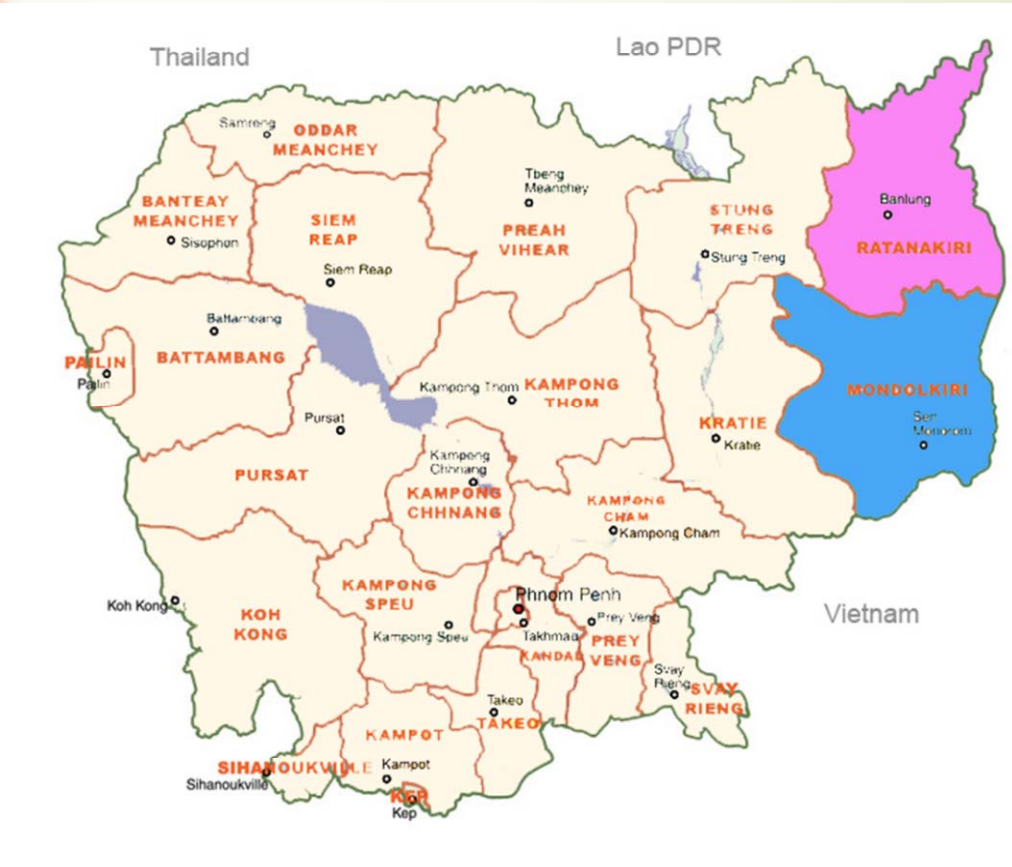 Lao PDR
Thailand
Samreng
ODDAR
MEANCHEY
Tbeng
Meanchey
BANTEAY
MEANCHEY
Sisophon
SIEM
REAP
Siem Reap
PREAH
VIHEAR
STUNG
TRENG
Stung Treng
Banlung
RATANAKIRI
Battambang
BATTAMBANG
PAILIN
Pailin
Kampong Thom
KAMPONG
THOM
MONDOLKIRI
Sen
Monorom
Pursat
PURSAT
KRATIE
Kratie
Kampong
Chhnang
KAMPONG
CHHNANG
KAMPONG
CHAM
Kampong Cham
Koh Kong
KOH
KONG
KAMPONG
SPEU
Kampong Speu
Phnom Penh
Takhmao
KANDAL
Prey Veng
PREY
VENG
Vietnam
Svay
Rieng
SVAY
RIENG
Takeo
TAKEO
KAMPOT
Kampot
SIHANOUKVILLE
Sihanoukville
KEP
Kep